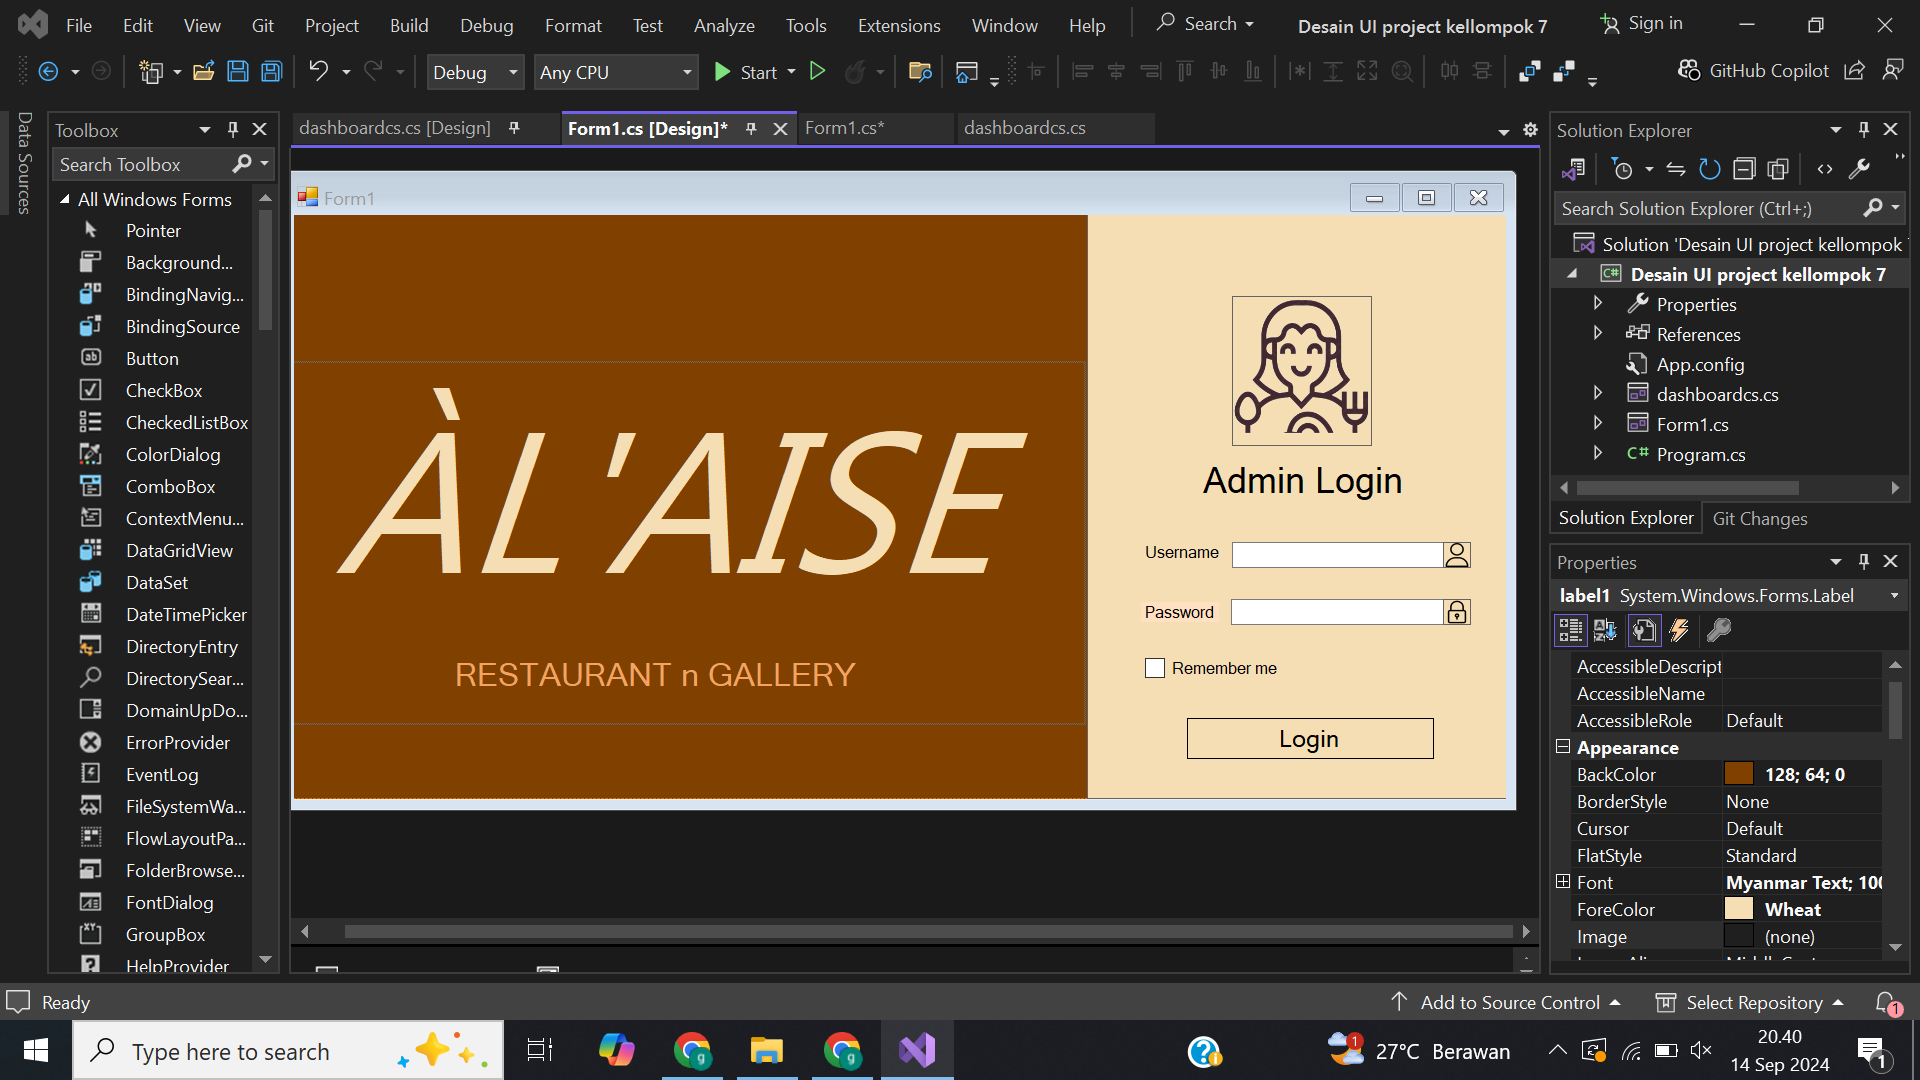 File Edit View Git Project Build Debug Format Test Analyze Tools Extensions Window Help Search Desain UI project kellompok 7 Sign in
Debug Any CPU Start GitHub Copilot
Data Sources
Toolbox
Search Toolbox
All Windows Forms
Pointer
Background...
BindingNavig...
BindingSource
Button
CheckBox
CheckedListBox
ColorDialog
ComboBox
ContextMenu...
DataGridView
DataSet
DateTimePicker
DirectoryEntry
DirectorySear...
DomainUpDo...
ErrorProvider
EventLog
FileSystemWa...
FlowLayoutPa...
FolderBrowse...
FontDialog
GroupBox
HelpProvider
dashboardcs.cs [Design] Form1.cs [Design]* Form1.cs* dashboardcs.cs
Form1
ÀL'AISE
RESTAURANT n GALLERY
Admin Login
Username
Password
Remember me
Login
Solution Explorer
Search Solution Explorer (Ctrl+;)
Solution 'Desain UI project kellompok 7
Desain UI project kellompok 7
Properties
References
App.config
dashboardcs.cs
Form1.cs
C# Program.cs
Solution Explorer Git Changes
Properties
label1 System.Windows.Forms.Label
AccessibleDescript
AccessibleName
AccessibleRole Default
Appearance
BackColor 128; 64; 0
BorderStyle None
Cursor Default
FlatStyle Standard
Font Myanmar Text; 100
ForeColor Wheat
Image (none)
Ready Add to Source Control Select Repository 1
Type here to search 1 27°C Berawan 20.40
14 Sep 2024 1